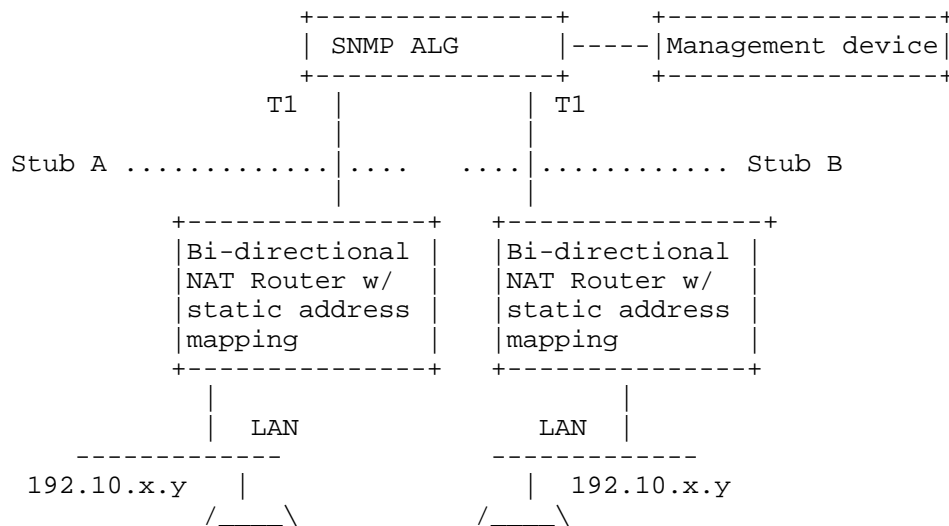 SNMP ALG Management device
T1 T1
Stub A Stub B
Bi-directional Bi-directional
NAT Router w/ NAT Router w/
static address static address
mapping mapping
LAN LAN
192.10.x.y 192.10.x.y